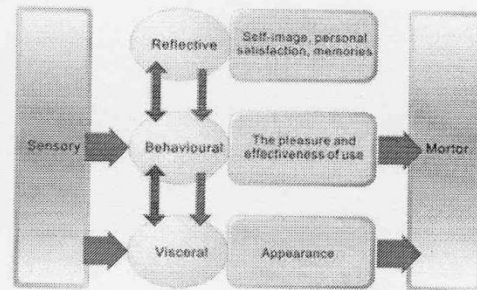 Reflective
Self-image, personal
satisfaction, memories
Sensory
Behavioural
The pleasure and
effectiveness of use
Mortor
Visceral
Appearance